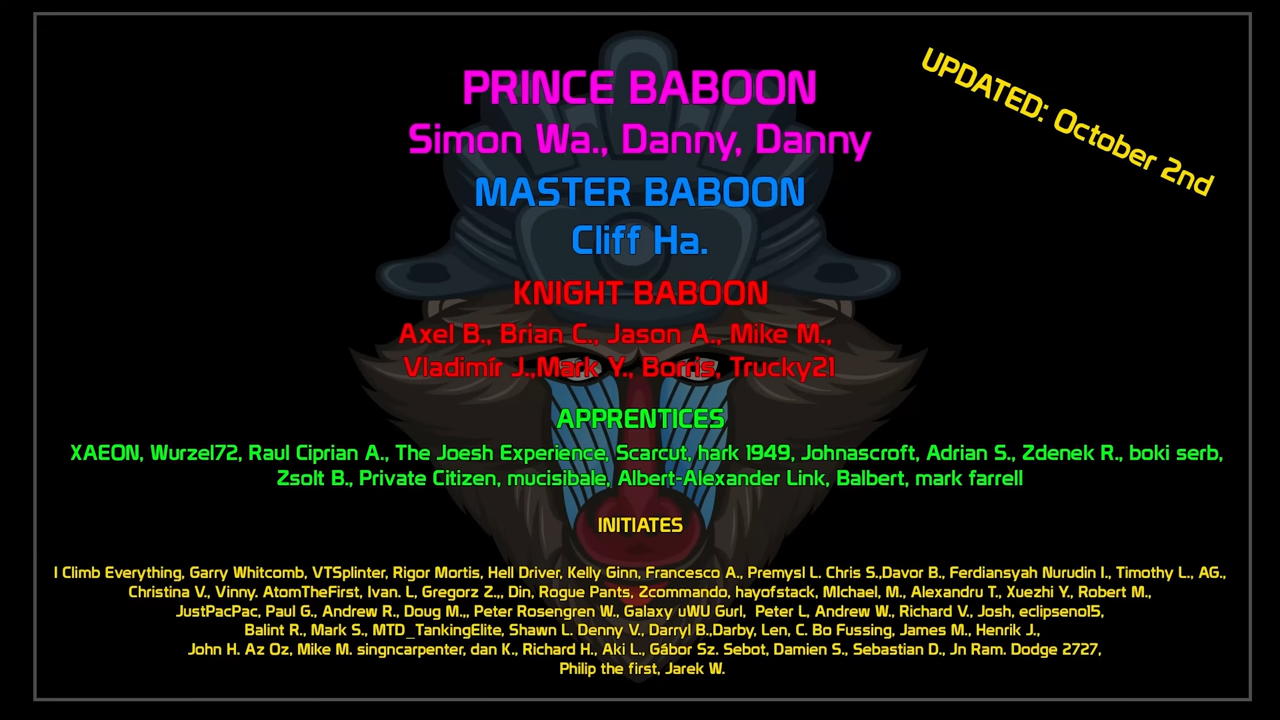 PRINCE BABOON
UPDATED: October 2nd
Simon Wa., Danny, Danny
MASTER BABOON
Cliff Ha.
KNIGHT BABOON
Axel B., Brian C., Jason A., Mike M.,
Vladimír J.,Mark Y., Borris, Trucky21
APPRENTICES
XAEON, Wurzel72, Raul Ciprian A., The Joesh Experience, Scarcut, hark 1949, Johnascroft, Adrian S., Zdenek R., boki serb,
Zsolt B., Private Citizen, mucisibale, Albert-Alexander Link, Balbert, mark farrell
INITIATES
I Climb Everything, Garry Whitcomb, VTSplinter, Rigor Mortis, Hell Driver, Kelly Ginn, Francesco A., Premysl L. Chris S.,Davor B., Ferdiansyah Nurudin I., Timothy L., AG.,
Christina V., Vinny. AtomTheFirst, Ivan. L, Gregorz Z.,, Din, Rogue Pants, Zcommando, hayofstack, MIchael, M., Alexandru T., Xuezhi Y., Robert M.,
JustPacPac, Paul G., Andrew R., Doug M.,, Peter Rosengren W., Galaxy uWU Gurl, Peter L, Andrew W., Richard V., Josh, eclipseno15,
Balint R., Mark S., MTD_TankingElite, Shawn L. Denny V., Darryl B.,Darby, Len, C. Bo Fussing, James M., Henrik J.,
John H. Az Oz, Mike M. singncarpenter, dan K., Richard H., Aki L., Gábor Sz. Sebot, Damien S., Sebastian D., Jn Ram. Dodge 2727,
Philip the first, Jarek W.